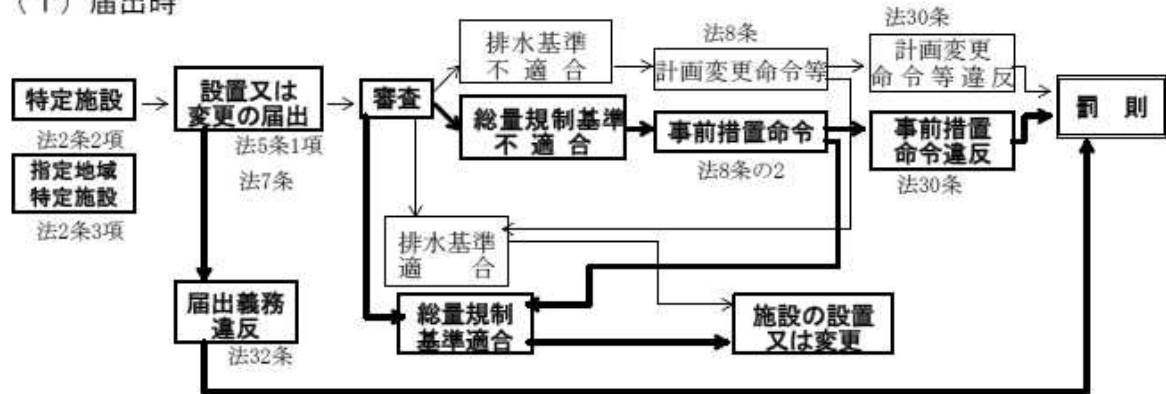 （１）届出時
特定施設
法2条2項
指定地域
特定施設
法2条3項
設置又は
変更の届出
法5条1項
法7条
届出義務
違反
法32条
審査
排水基準
不適合
総量規制基準
不適合
法8条
計画変更命令等
事前措置命令
法8条の2
法30条
計画変更
命令等違反
事前措置
命令違反
法30条
罰則
排水基準
適合
総量規制
基準適合
施設の設置
又は変更